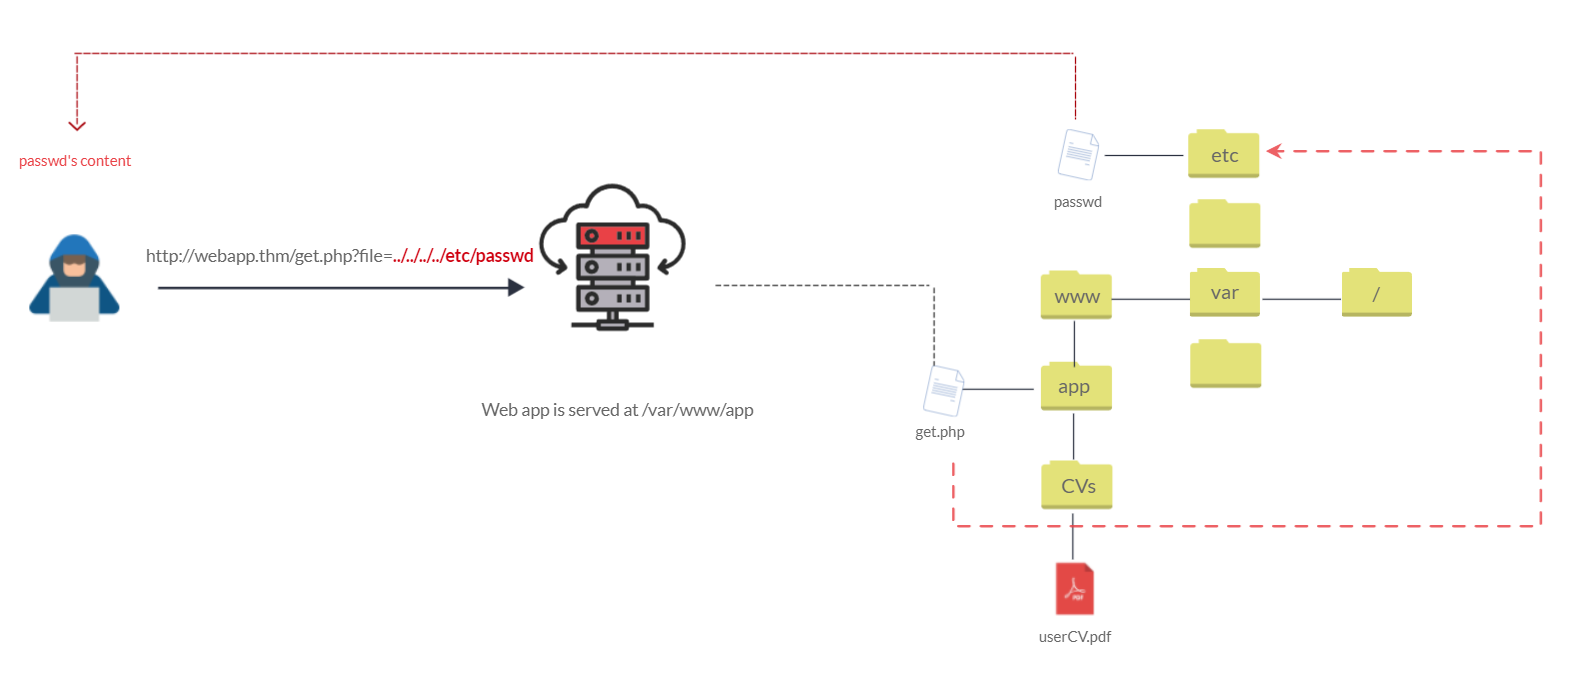 passwd's content
etc
passwd
http://webapp.thm/get.php?file=../../../../etc/passwd
www
var
/
app
Web app is served at /var/www/app
get.php
CVs
userCV.pdf